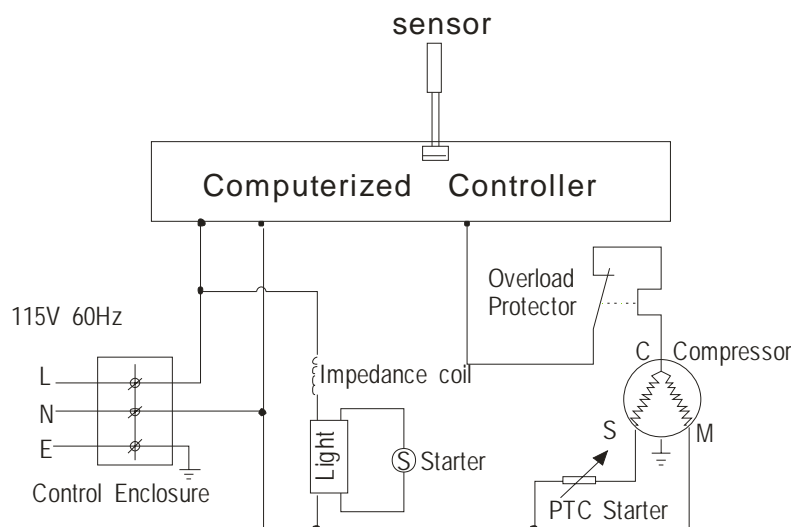 sensor
Computerized Controller
Overload
Protector
115V 60Hz
C Compressor
L
Impedance coil
N
S
M
E
Light
S Starter
Control Enclosure
PTC Starter